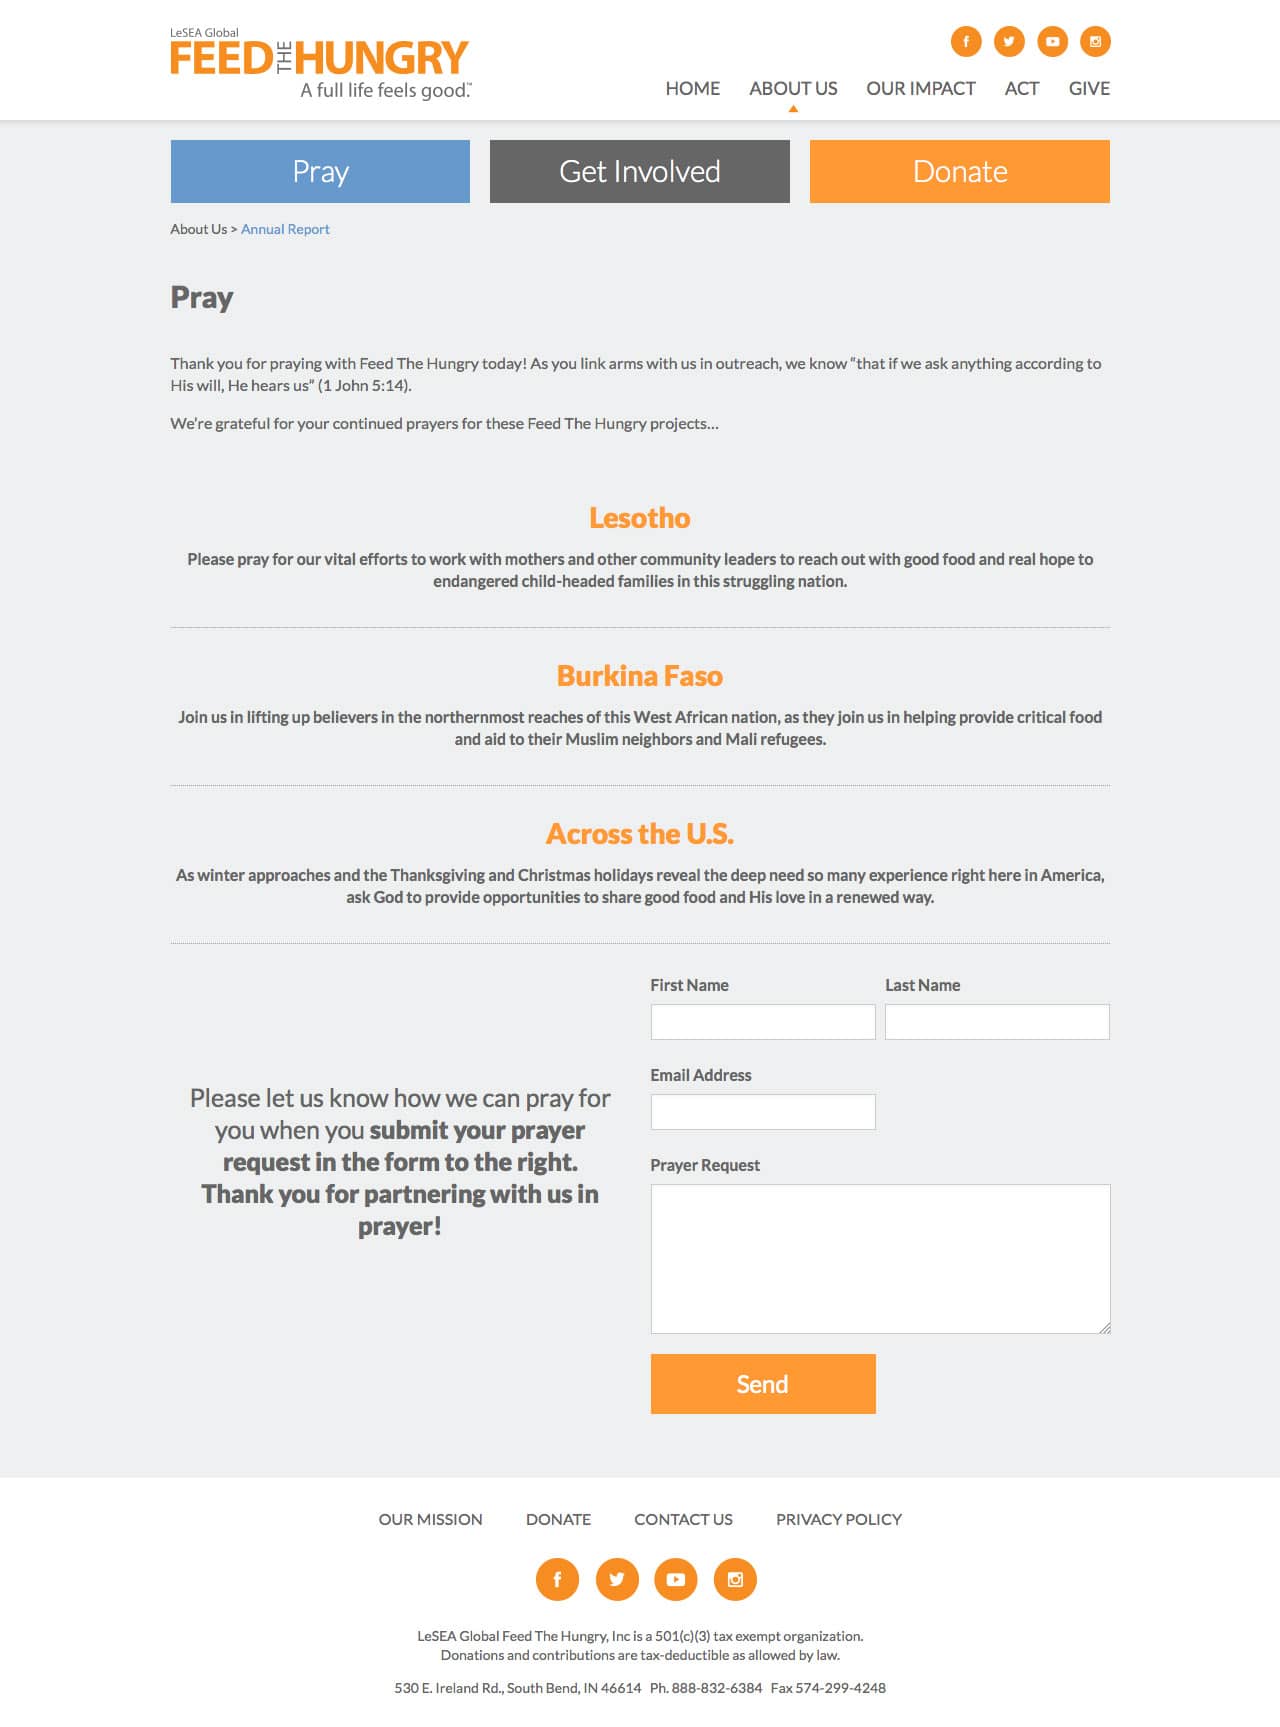 LeSEA Global
FEED THE HUNGRY
A full life feels good.™
HOME ABOUT US OUR IMPACT ACT GIVE
Pray Get Involved Donate
About Us > Annual Report
Pray
Thank you for praying with Feed The Hungry today! As you link arms with us in outreach, we know “that if we ask anything according to
His will, He hears us” (1 John 5:14).
We’re grateful for your continued prayers for these Feed The Hungry projects…
Lesotho
Please pray for our vital efforts to work with mothers and other community leaders to reach out with good food and real hope to
endangered child-headed families in this struggling nation.
Burkina Faso
Join us in lifting up believers in the northernmost reaches of this West African nation, as they join us in helping provide critical food
and aid to their Muslim neighbors and Mali refugees.
Across the U.S.
As winter approaches and the Thanksgiving and Christmas holidays reveal the deep need so many experience right here in America,
ask God to provide opportunities to share good food and His love in a renewed way.
Please let us know how we can pray for
you when you submit your prayer
request in the form to the right.
Thank you for partnering with us in
prayer!
First Name Last Name
Email Address
Prayer Request
Send
OUR MISSION DONATE CONTACT US PRIVACY POLICY
LeSEA Global Feed The Hungry, Inc is a 501(c)(3) tax exempt organization.
Donations and contributions are tax-deductible as allowed by law.
530 E. Ireland Rd., South Bend, IN 46614 Ph. 888-832-6384 Fax 574-299-4248